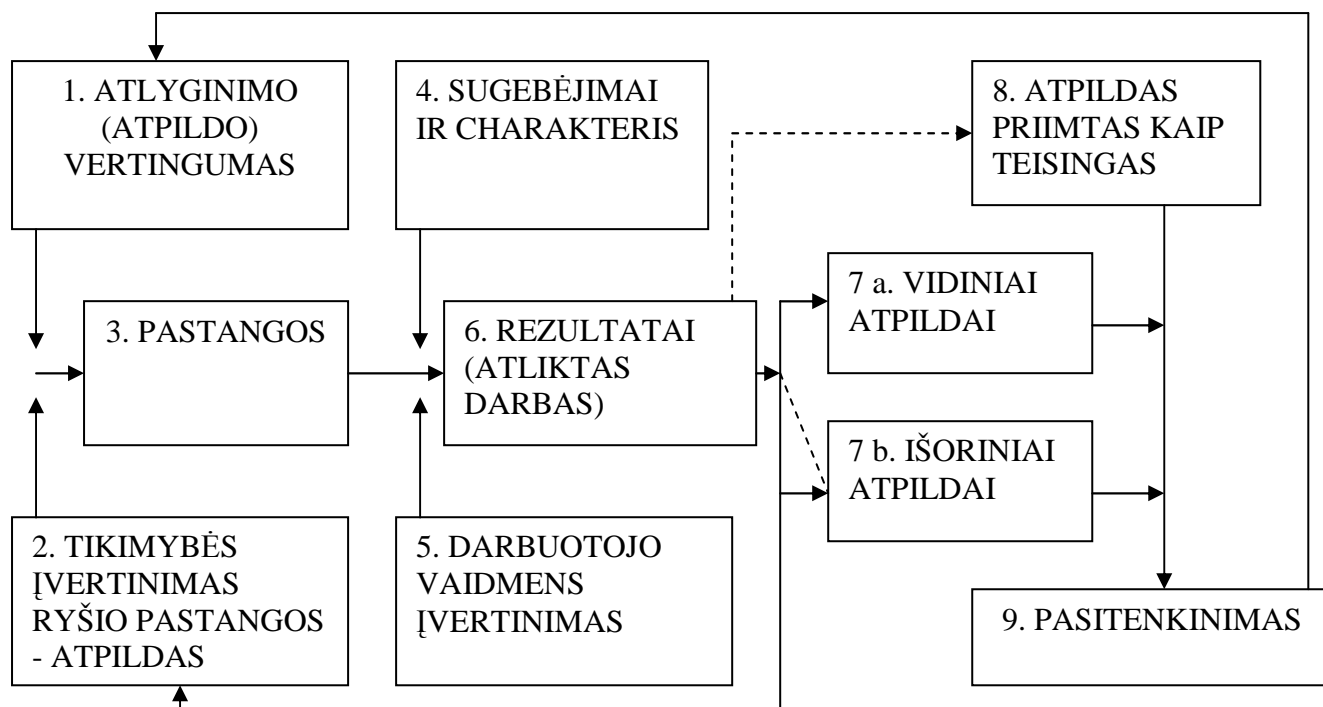 1. ATLYGINIMO
(ATPILDO)
VERTINGUMAS
4. SUGEBĖJIMAI
IR CHARAKTERIS
8. ATPILDAS
PRIIMTAS KAIP
TEISINGAS
3. PASTANGOS
6. REZULTATAI
(ATLIKTAS
DARBAS)
7 a. VIDINIAI
ATPILDAI
7 b. IŠORINIAI
ATPILDAI
2. TIKIMYBĖS
ĮVERTINIMAS
RYŠIO PASTANGOS
- ATPILDAS
5. DARBUOTOJO
VAIDMENS
ĮVERTINIMAS
9. PASITENKINIMAS